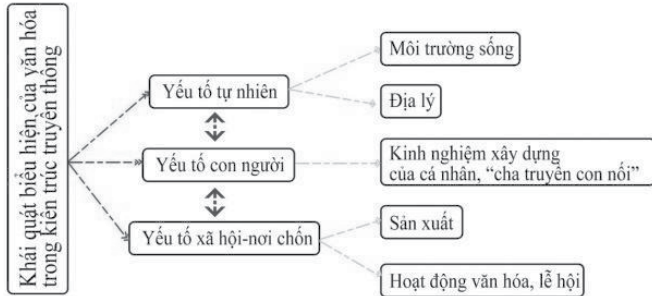 Khái quát biểu hiện của văn hóa
trong kiến trúc truyền thống
Yếu tố tự nhiên
Môi trường sống
Địa lý
Yếu tố con người
Kinh nghiệm xây dựng
của cá nhân, “cha truyền con nối”
Yếu tố xã hội-nơi chốn
Sản xuất
Hoạt động văn hóa, lễ hội